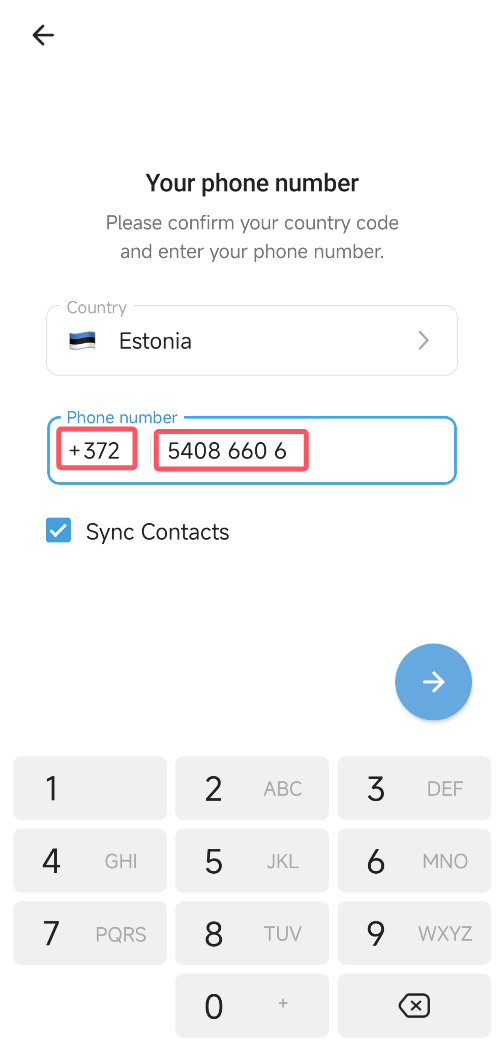 Your phone number
Please confirm your country code
and enter your phone number.
Country
Estonia
Phone number
+372 5408 660 6
Sync Contacts
1 2 ABC 3 DEF
4 GHI 5 JKL 6 MNO
7 PQRS 8 TUV 9 WXYZ
0 +